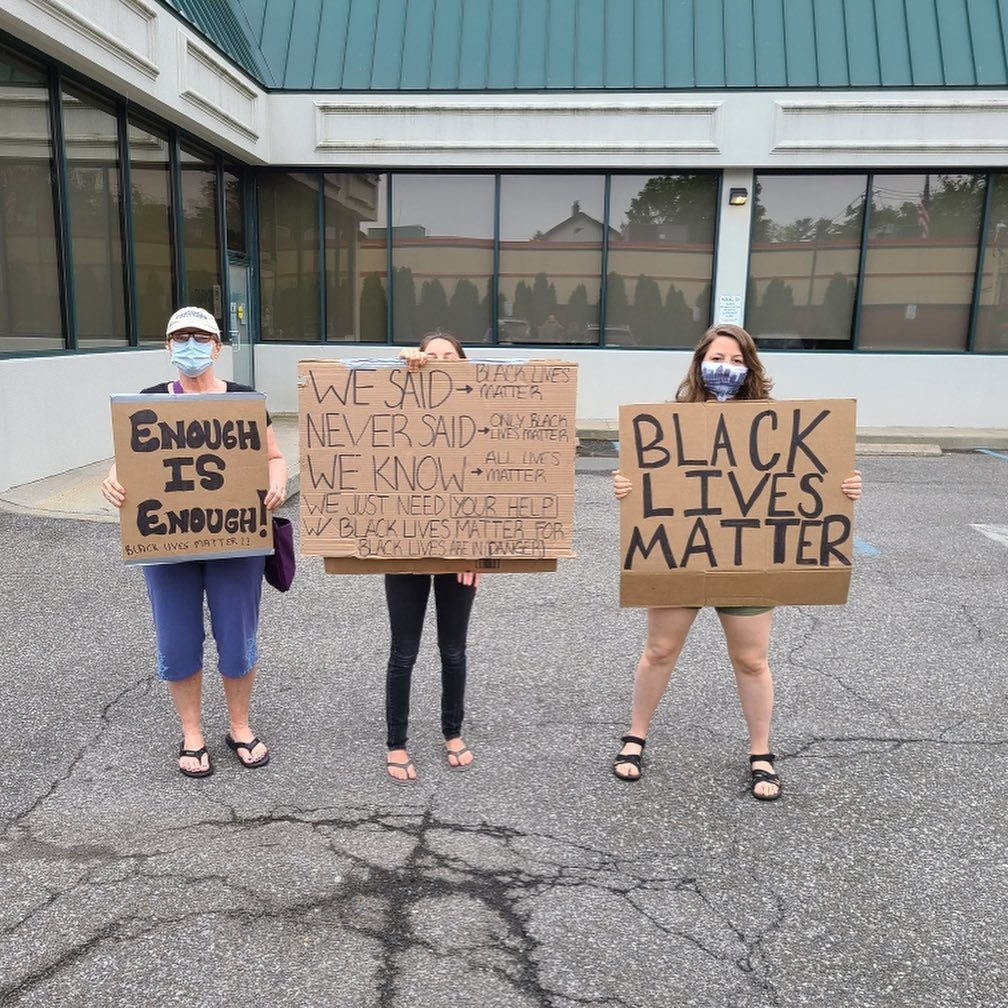 ENOUGH
IS
ENOUGH!
BLACK LIVES MATTER!!
WE SAID → BLACK LIVES
MATTER
NEVER SAID → ONLY BLACK
LIVES MATTER
WE KNOW → ALL LIVES
MATTER
WE JUST NEED (YOUR HELP)
W/ BLACK LIVES MATTER FOR
BLACK LIVES ARE IN (DANGER)
BLACK
LIVES
MATTER